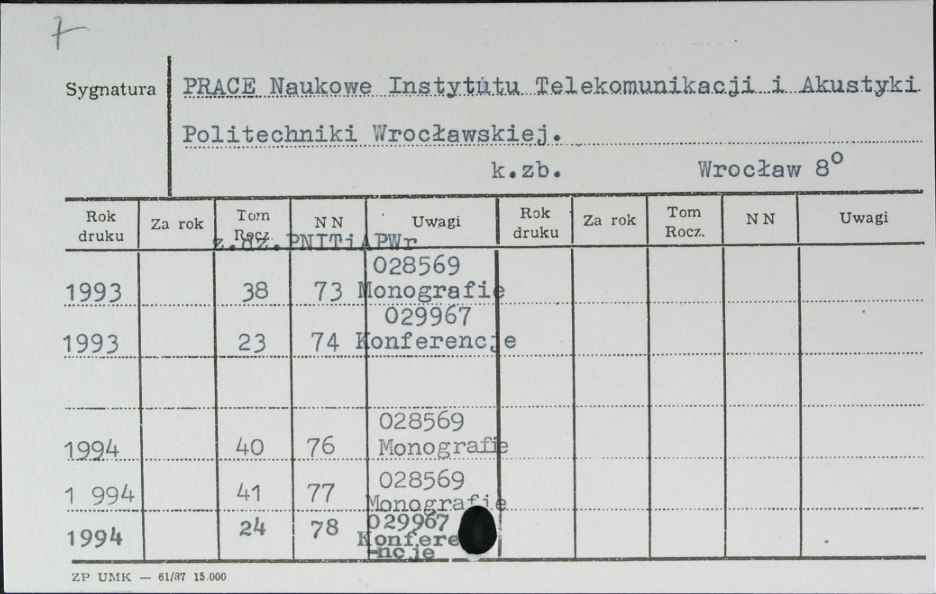 7
Sygnatura PRACE Naukowe Instytutu Telekomunikacji i Akustyki
Politechniki Wrocławskiej.
k.zb. Wrocław 8°
Rok druku Za rok Tom Rocz. NN Uwagi Rok druku Za rok Tom Rocz. NN Uwagi
PNITiAPWr
028569
1993 38 73 Monografie
029967
1993 23 74 Konferencje
028569
1994 40 76 Monografie
028569
1 994 41 77 Monografie
029967
1994 24 78 Konfere
-ncje
ZP UMK — 61/87 15.000